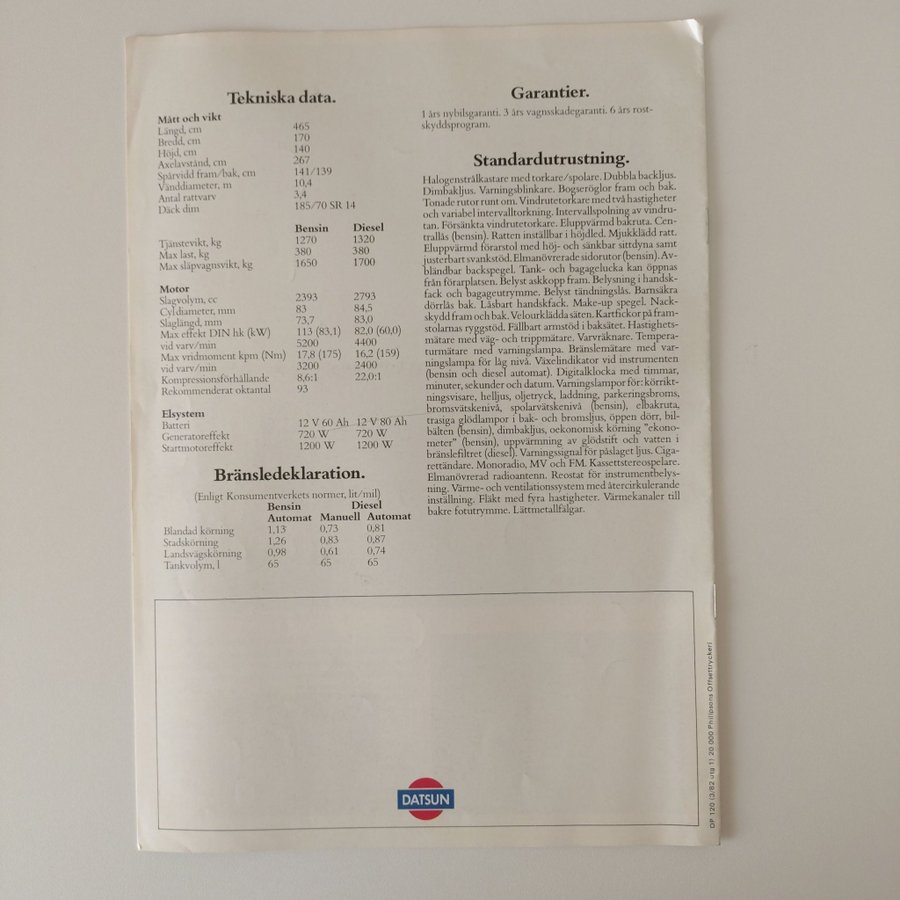 Tekniska data.
Mått och vikt
Längd, cm 465
Bredd, cm 170
Höjd, cm 140
Axelavstånd, cm 267
Spårvidd fram/bak, cm 141/139
Vänddiameter, m 10,4
Antal rattvarv 3,4
Däck dim 185/70 SR 14
Bensin Diesel
Tjänstevikt, kg 1270 1320
Max last, kg 380 380
Max släpvagnsvikt, kg 1650 1700
Motor
Slagvolym, cc 2393 2793
Cyl diameter, mm 83 84,5
Slaglängd, mm 73,7 83,0
Max effekt DIN hk (kW) 113 (83,1) 82,0 (60,0)
vid varv/min 5200 4400
Max vridmoment kpm (Nm) 17,8 (175) 16,2 (159)
vid varv/min 3200 2400
Kompressionsförhållande 8,6:1 22,0:1
Rekommenderat oktantal 93
Elsystem
Batteri 12 V 60 Ah 12 V 80 Ah
Generatoreffekt 720 W 720 W
Startmotoreffekt 1200 W 1200 W
Bränsledeklaration.
(Enligt Konsumentverkets normer, lit/mil)
Bensin Diesel
Automat Manuell Automat
Blandad körning 1,13 0,73 0,81
Stadskörning 1,26 0,83 0,87
Landsvägskörning 0,98 0,61 0,74
Tankvolym, l 65 65 65
Garantier.
1 års nybilsgaranti. 3 års vagnsskadegaranti. 6 års rost-
skyddsprogram.
Standardutrustning.
Halogenstrålkastare med torkare/spolare. Dubbla backljus.
Dimbakljus. Varningsblinkare. Bogseröglor fram och bak.
Tonade rutor runt om. Vindrutetorkare med två hastigheter
och variabel intervalltorkning. Intervallspolning av vindru-
tan. Försänkta vindrutetorkare. Eluppvärmd bakruta. Cen-
trallås (bensin). Ratten inställbar i höjdled. Mjukklädd ratt.
Eluppvärmd förarstol med höj- och sänkbar sittdyna samt
justerbart svankstöd. Elmanövrerade sidorutor (bensin). Av-
bländbar backspegel. Tank- och bagagelucka kan öppnas
från förarplatsen. Belyst askkopp fram. Belysning i handsk-
fack och bagageutrymme. Belyst tändningslås. Barnsäkra
dörrlås bak. Låsbart handskfack. Make-up spegel. Nack-
skydd fram och bak. Velourklädda säten. Kartfickor på fram-
stolarnas ryggstöd. Fällbart armstöd i baksätet. Hastighets-
mätare med väg- och trippmätare. Varvräknare. Tempera-
turmätare med varningslampa. Bränslemätare med var-
ningslampa för låg nivå. Växelindikator vid instrumenten
(bensin och diesel automat). Digitalklocka med timmar,
minuter, sekunder och datum. Varningslampor för: körrikt-
ningsvisare, helljus, oljetryck, laddning, parkeringsbroms,
bromsvätskenivå, spolarvätskenivå (bensin), elbakruta,
trasiga glödlampor i bak- och bromsljus, öppen dörr, bil-
bälten (bensin), dimbakljus, oekonomisk körning "ekono-
meter" (bensin), uppvärmning av glödstift och vatten i
bränslefiltret (diesel). Varningssignal för påslaget ljus. Ciga-
rettändare. Monoradio, MV och FM. Kassettstereospelare.
Elmanövrerad radioantenn. Reostat för instrumentbelys-
ning. Värme- och ventilationssystem med återcirkulerande
inställning. Fläkt med fyra hastigheter. Värmekanaler till
bakre fotutrymme. Lättmetallfälgar.
DATSUN
DP 120 (3/82 utg 1) 20 000 Philipsons Offsettryckeri